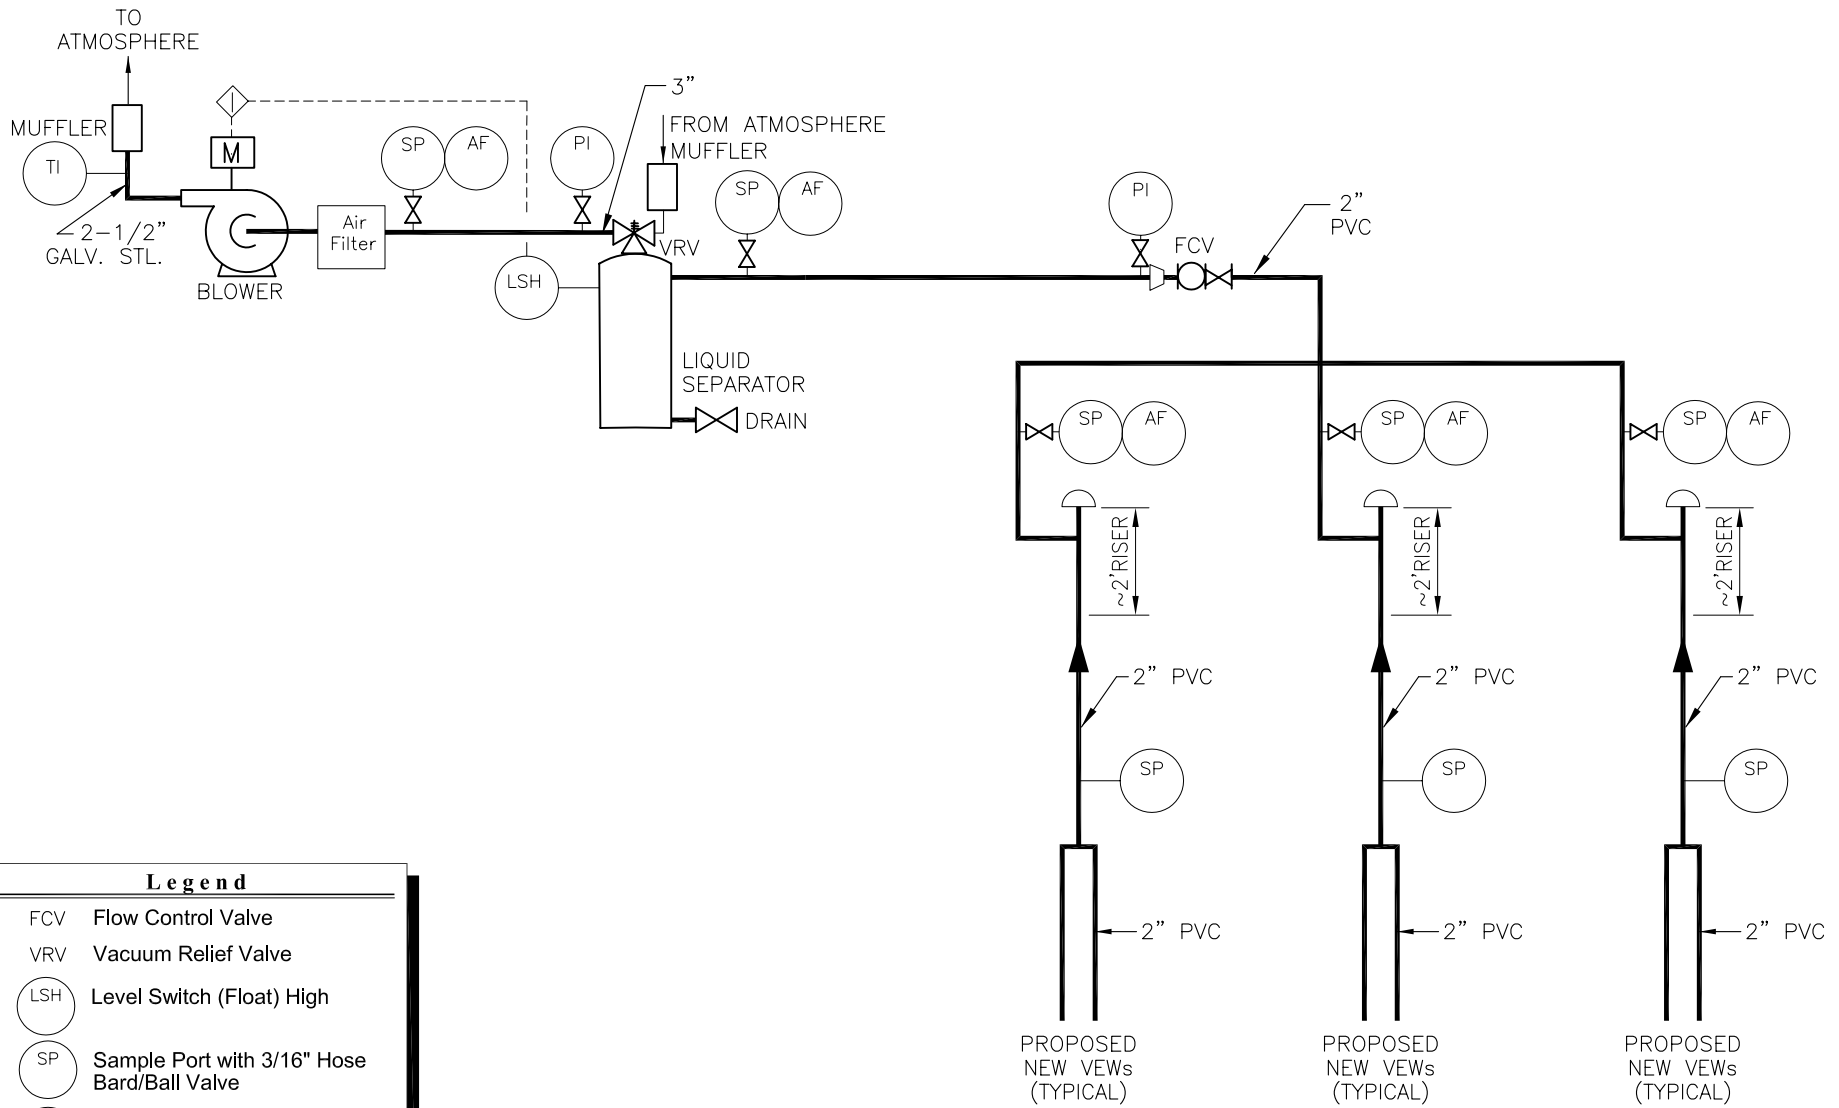 TO
ATMOSPHERE
MUFFLER
TI
M
2-1/2"
GALV. STL.
BLOWER
Air
Filter
SP
AF
PI
3"
FROM ATMOSPHERE
MUFFLER
VRV
LSH
SP
AF
LIQUID
SEPARATOR
DRAIN
PI
FCV
2"
PVC
SP
AF
SP
AF
SP
AF
~2'RISER
~2'RISER
~2'RISER
2" PVC
2" PVC
2" PVC
SP
SP
SP
2" PVC
2" PVC
2" PVC
PROPOSED
NEW VEWs
(TYPICAL)
PROPOSED
NEW VEWs
(TYPICAL)
PROPOSED
NEW VEWs
(TYPICAL)
Legend
FCV Flow Control Valve
VRV Vacuum Relief Valve
LSH Level Switch (Float) High
SP Sample Port with 3/16" Hose
Bard/Ball Valve